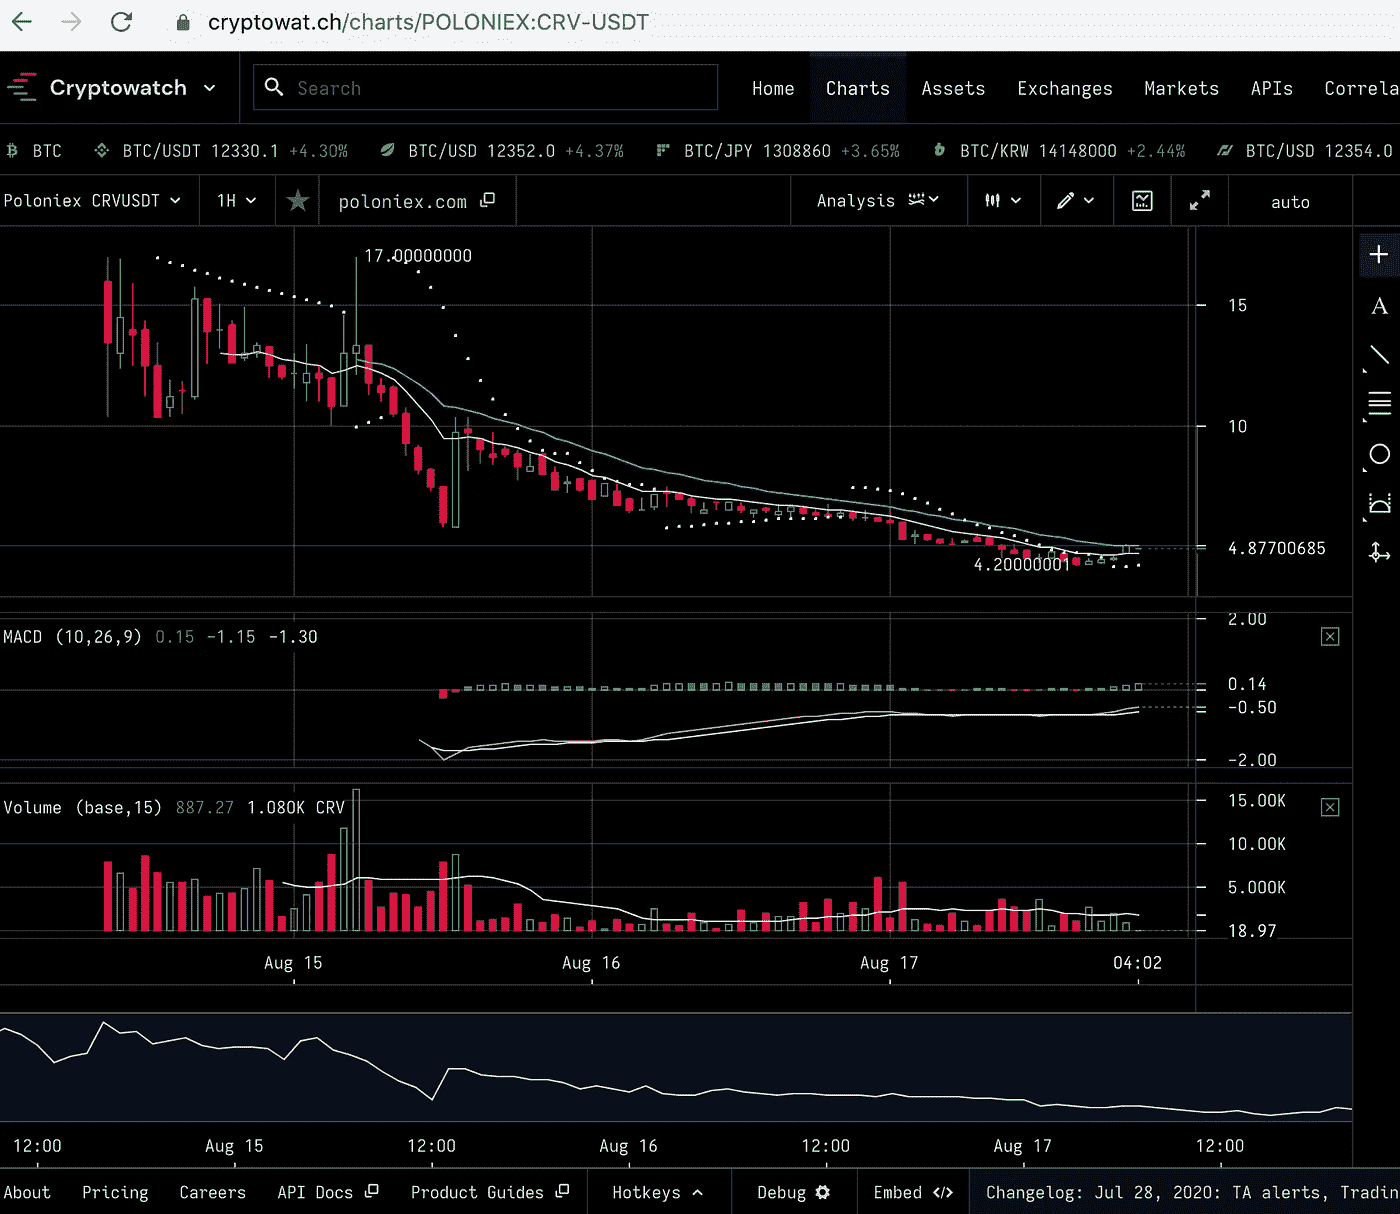 cryptowat.ch/charts/POLONIEX:CRV-USDT
Cryptowatch Search Home Charts Assets Exchanges Markets APIs Correla
BTC BTC/USDT 12330.1 +4.30% BTC/USD 12352.0 +4.37% BTC/JPY 1308860 +3.65% BTC/KRW 14148000 +2.44% BTC/USD 12354.0
Poloniex CRVUSDT 1H poloniex.com Analysis auto
17.00000000
15
10
4.87700685
4.20000001
MACD (10,26,9) 0.15 -1.15 -1.30
2.00
0.14
-0.50
-2.00
Volume (base,15) 887.27 1.080K CRV
15.00K
10.00K
5.000K
18.97
Aug 15 Aug 16 Aug 17 04:02
12:00 Aug 15 12:00 Aug 16 12:00 Aug 17 12:00
About Pricing Careers API Docs Product Guides Hotkeys Debug Embed </> Changelog: Jul 28, 2020: TA alerts, Tradin